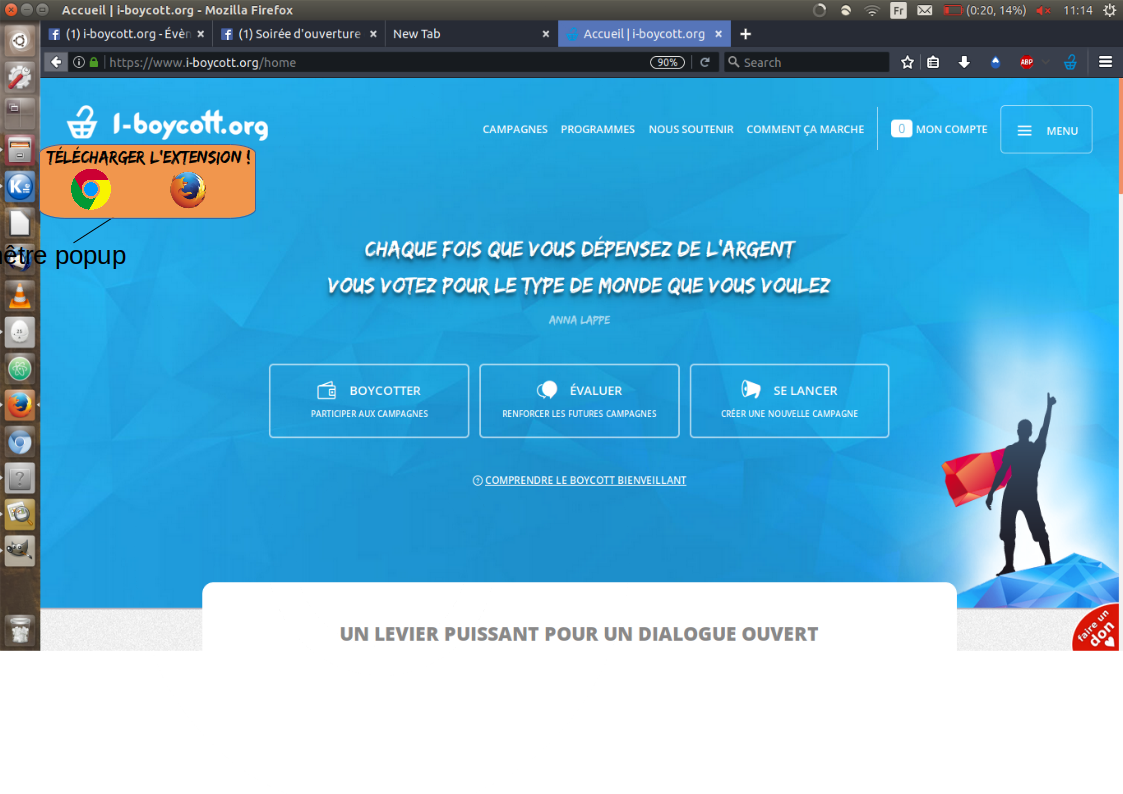 Accueil | i-boycott.org - Mozilla Firefox
Fr
(0:20, 14%)
11:14
(1) i-boycott.org - Évèn
(1) Soirée d'ouverture
New Tab
Accueil | i-boycott.org
https://www.i-boycott.org/home
90%
Search
ABP
I-boycott.org
CAMPAGNES
PROGRAMMES
NOUS SOUTENIR
COMMENT ÇA MARCHE
0 MON COMPTE
MENU
TÉLÉCHARGER L'EXTENSION !
être popup
CHAQUE FOIS QUE VOUS DÉPENSEZ DE L'ARGENT
VOUS VOTEZ POUR LE TYPE DE MONDE QUE VOUS VOULEZ
ANNA LAPPE
BOYCOTTER
PARTICIPER AUX CAMPAGNES
ÉVALUER
RENFORCER LES FUTURES CAMPAGNES
SE LANCER
CRÉER UNE NOUVELLE CAMPAGNE
COMPRENDRE LE BOYCOTT BIENVEILLANT
UN LEVIER PUISSANT POUR UN DIALOGUE OUVERT
faire un
don